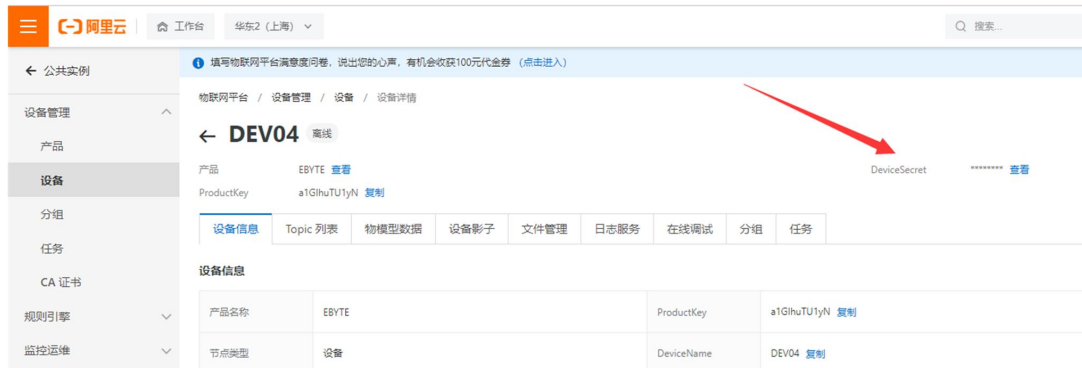 阿里云 工作台 华东2（上海） 搜索...
公共实例
填写物联网平台满意度问卷，说出您的心声，有机会收获100元代金券 （点击进入）
物联网平台 / 设备管理 / 设备 / 设备详情
设备管理
产品
设备
分组
任务
CA 证书
规则引擎
监控运维
DEV04 离线
产品 EBYTE 查看 DeviceSecret ******** 查看
ProductKey a1GlhuTU1yN 复制
设备信息 Topic 列表 物模型数据 设备影子 文件管理 日志服务 在线调试 分组 任务
设备信息
产品名称 EBYTE ProductKey a1GlhuTU1yN 复制
节点类型 设备 DeviceName DEV04 复制